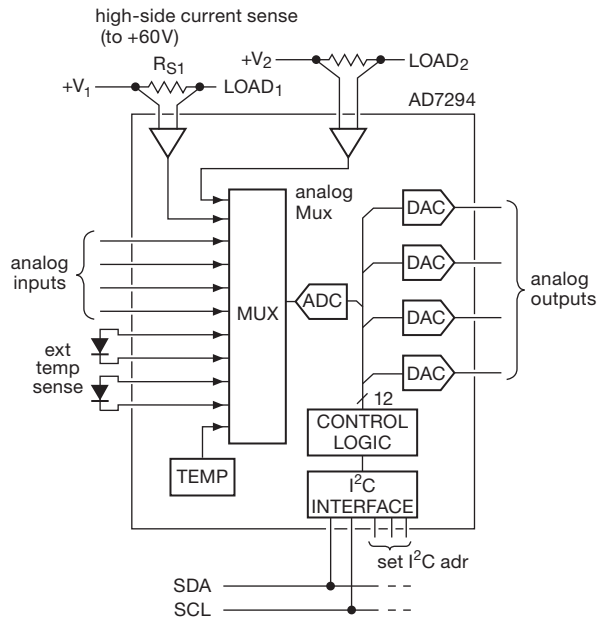 high-side current sense
(to +60V)
+V₁
R_S1
LOAD₁
+V₂
LOAD₂
AD7294
analog
Mux
DAC
DAC
DAC
DAC
analog
inputs
MUX
ADC
analog
outputs
ext
temp
sense
12
CONTROL
LOGIC
TEMP
I²C
INTERFACE
set I²C adr
SDA
SCL